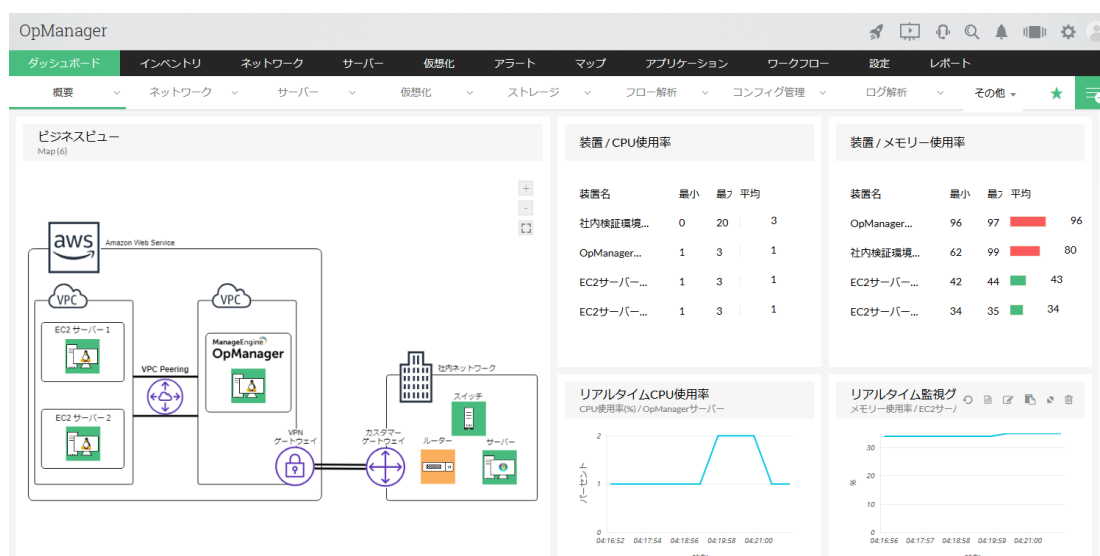 OpManager
ダッシュボード インベントリ ネットワーク サーバー 仮想化 アラート マップ アプリケーション ワークフロー 設定 レポート
概要 ネットワーク サーバー 仮想化 ストレージ フロー解析 コンフィグ管理 ログ解析 その他
ビジネスビュー
Map (6)
aws
Amazon Web Service
VPC
EC2 サーバー 1
VPC Peering
EC2 サーバー 2
VPC
ManageEngine
OpManager
VPN
ゲートウェイ
カスタマー
ゲートウェイ
社内ネットワーク
スイッチ
ルーター
サーバー
装置 / CPU使用率
装置名 最小 最大 平均
社内検証環境... 0 20 3
OpManager... 1 3 1
EC2サーバー(ー... 1 3 1
EC2サーバー(ー... 1 3 1
装置 / メモリー使用率
装置名 最小 最大 平均
OpManager... 96 97 96
社内検証環境... 62 99 80
EC2サーバー(ー... 42 44 43
EC2サーバー(ー... 34 35 34
リアルタイムCPU使用率
CPU使用率(%) / OpManagerサーバー
パーセント
2
1
0
04:16:52 04:17:54 04:18:56 04:19:58 04:21:00
リアルタイム監視グ
メモリー使用率 / EC2サー
%
30
20
10
0
04:16:56 04:17:57 04:18:58 04:19:59 04:21:00